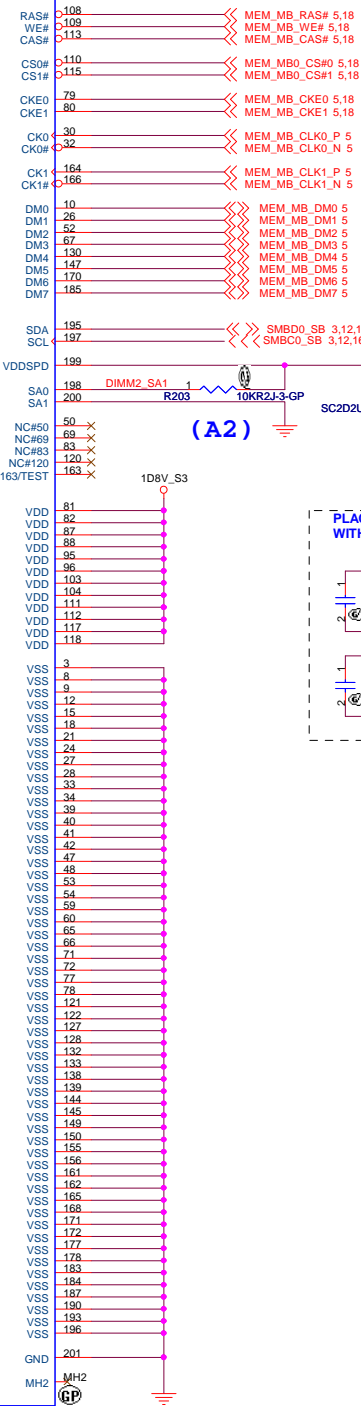 RAS# 108 MEM_MB_RAS# 5,18
WE# 109 MEM_MB_WE# 5,18
CAS# 113 MEM_MB_CAS# 5,18
CS0# 110 MEM_MB0_CS#0 5,18
CS1# 115 MEM_MB0_CS#1 5,18
CKE0 79 MEM_MB_CKE0 5,18
CKE1 80 MEM_MB_CKE1 5,18
CK0 30 MEM_MB_CLK0_P 5
CK0# 32 MEM_MB_CLK0_N 5
CK1 164 MEM_MB_CLK1_P 5
CK1# 166 MEM_MB_CLK1_N 5
DM0 10 MEM_MB_DM0 5
DM1 26 MEM_MB_DM1 5
DM2 52 MEM_MB_DM2 5
DM3 67 MEM_MB_DM3 5
DM4 130 MEM_MB_DM4 5
DM5 147 MEM_MB_DM5 5
DM6 170 MEM_MB_DM6 5
DM7 185 MEM_MB_DM7 5
SDA 195 SMBD0_SB 3,12,1
SCL 197 SMBC0_SB 3,12,16
VDDSPD 199
SA0 198 DIMM2_SA1 1
SA1 200 R203 10KR2J-3-GP
SC2D2U
(A2)
NC#50 50
NC#69 69
NC#83 83
NC#120 120
163/TEST 163
1D8V_S3
VDD 81
VDD 82
VDD 87
VDD 88
VDD 95
VDD 96
VDD 103
VDD 104
VDD 111
VDD 112
VDD 117
VDD 118
PLA
WITH
1
2
1
2
VSS 3
VSS 8
VSS 9
VSS 12
VSS 15
VSS 18
VSS 21
VSS 24
VSS 27
VSS 28
VSS 33
VSS 34
VSS 39
VSS 40
VSS 41
VSS 42
VSS 47
VSS 48
VSS 53
VSS 54
VSS 59
VSS 60
VSS 65
VSS 66
VSS 71
VSS 72
VSS 77
VSS 78
VSS 121
VSS 122
VSS 127
VSS 128
VSS 132
VSS 133
VSS 138
VSS 139
VSS 144
VSS 145
VSS 149
VSS 150
VSS 155
VSS 156
VSS 161
VSS 162
VSS 165
VSS 168
VSS 171
VSS 172
VSS 177
VSS 178
VSS 183
VSS 184
VSS 187
VSS 190
VSS 193
VSS 196
GND 201
MH2 MH2
GP